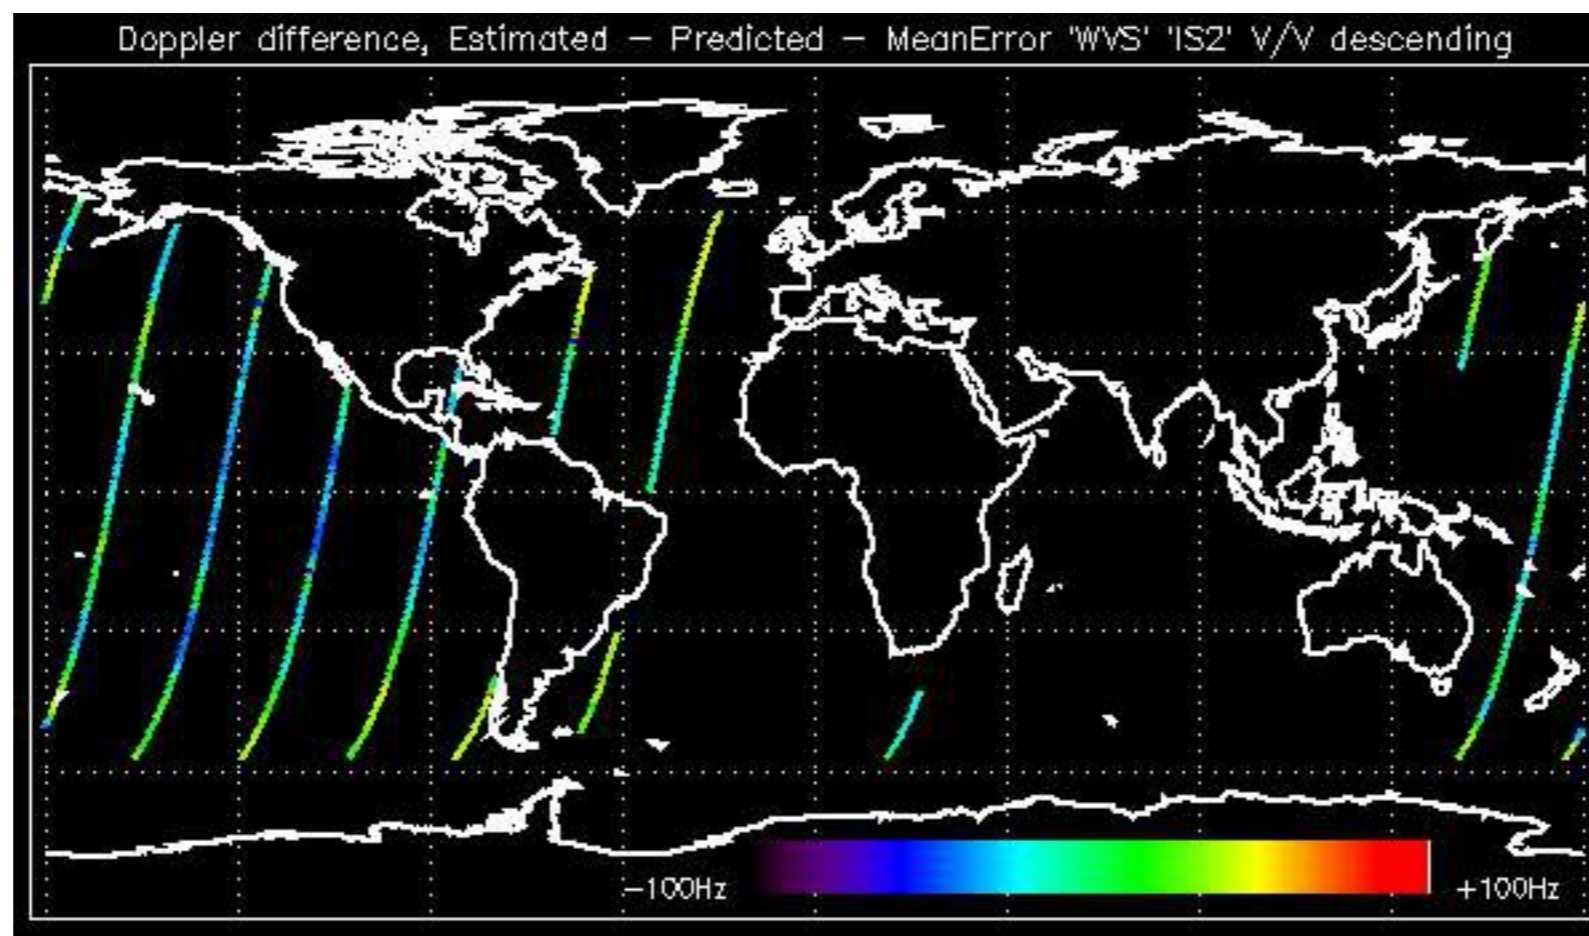 Doppler difference, Estimated – Predicted – MeanError 'WVS' 'IS2' V/V descending
–100Hz +100Hz